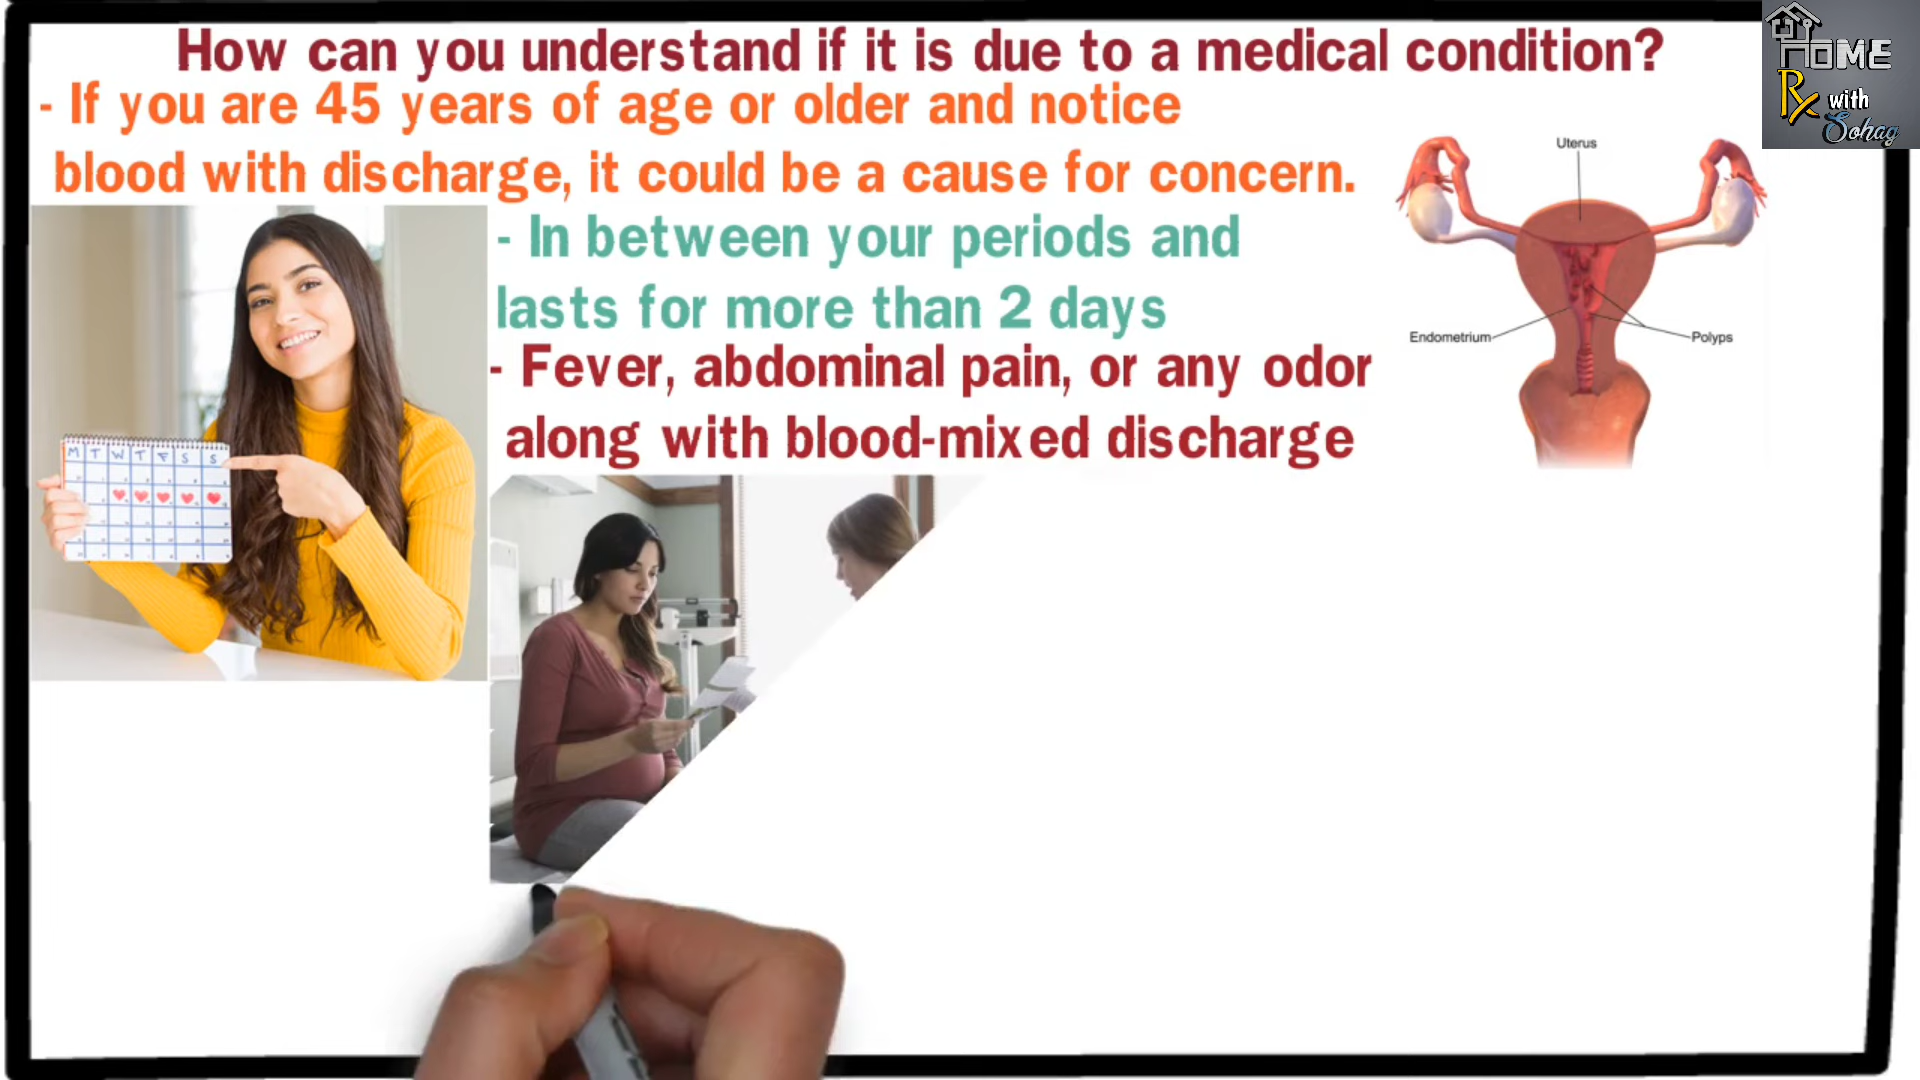 How can you understand if it is due to a medical condition?
- If you are 45 years of age or older and notice
blood with discharge, it could be a cause for concern.
- In between your periods and
lasts for more than 2 days
- Fever, abdominal pain, or any odor
along with blood-mixed discharge
Uterus
Endometrium
Polyps
M T W T F S S
HOME
Rx with
Sohag